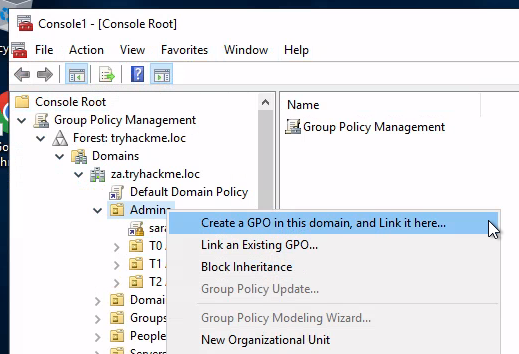 Console1 - [Console Root]
File Action View Favorites Window Help
Console Root
Group Policy Management
Forest: tryhackme.loc
Domains
za.tryhackme.loc
Default Domain Policy
Admins
T0
T1
T2
Domai
Groups
People
Server
Name
Group Policy Management
Create a GPO in this domain, and Link it here...
Link an Existing GPO...
Block Inheritance
Group Policy Update...
Group Policy Modeling Wizard...
New Organizational Unit